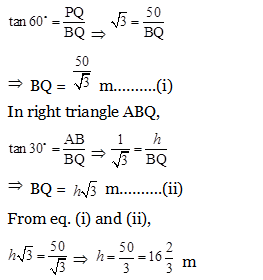 tan 60° = PQ/BQ ⇒ √3 = 50/BQ
⇒ BQ = 50/√3 m..........(i)
In right triangle ABQ,
tan 30° = AB/BQ ⇒ 1/√3 = h/BQ
⇒ BQ = h√3 m..........(ii)
From eq. (i) and (ii),
h√3 = 50/√3 ⇒ h = 50/3 = 16 2/3 m